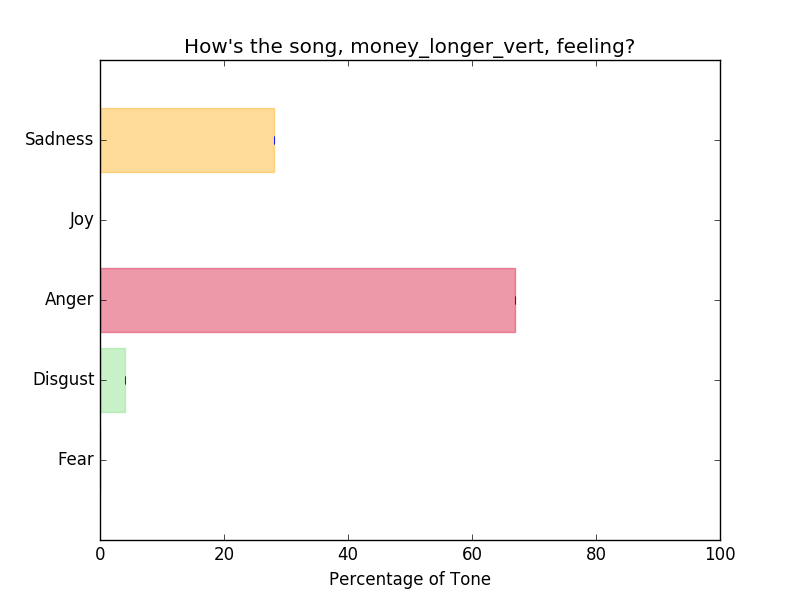 How's the song, money_longer_vert, feeling?
Sadness
Joy
Anger
Disgust
Fear
0 20 40 60 80 100
Percentage of Tone